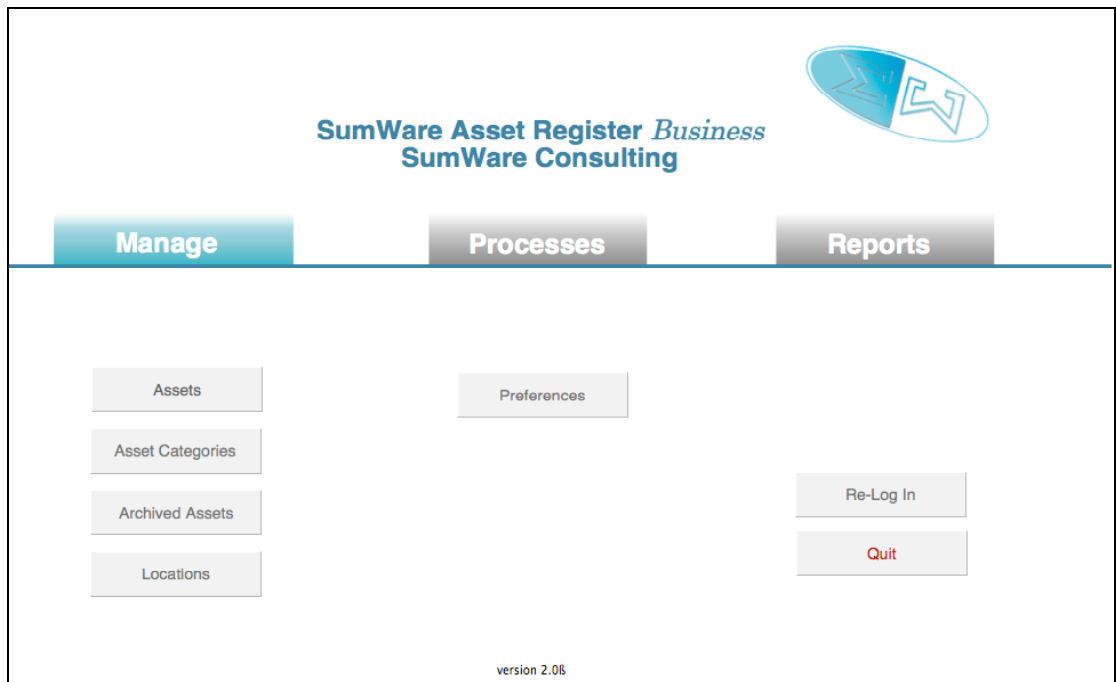 SumWare Asset Register Business
SumWare Consulting
Manage
Processes
Reports
Assets
Preferences
Asset Categories
Archived Assets
Locations
Re-Log In
Quit
version 2.0ß